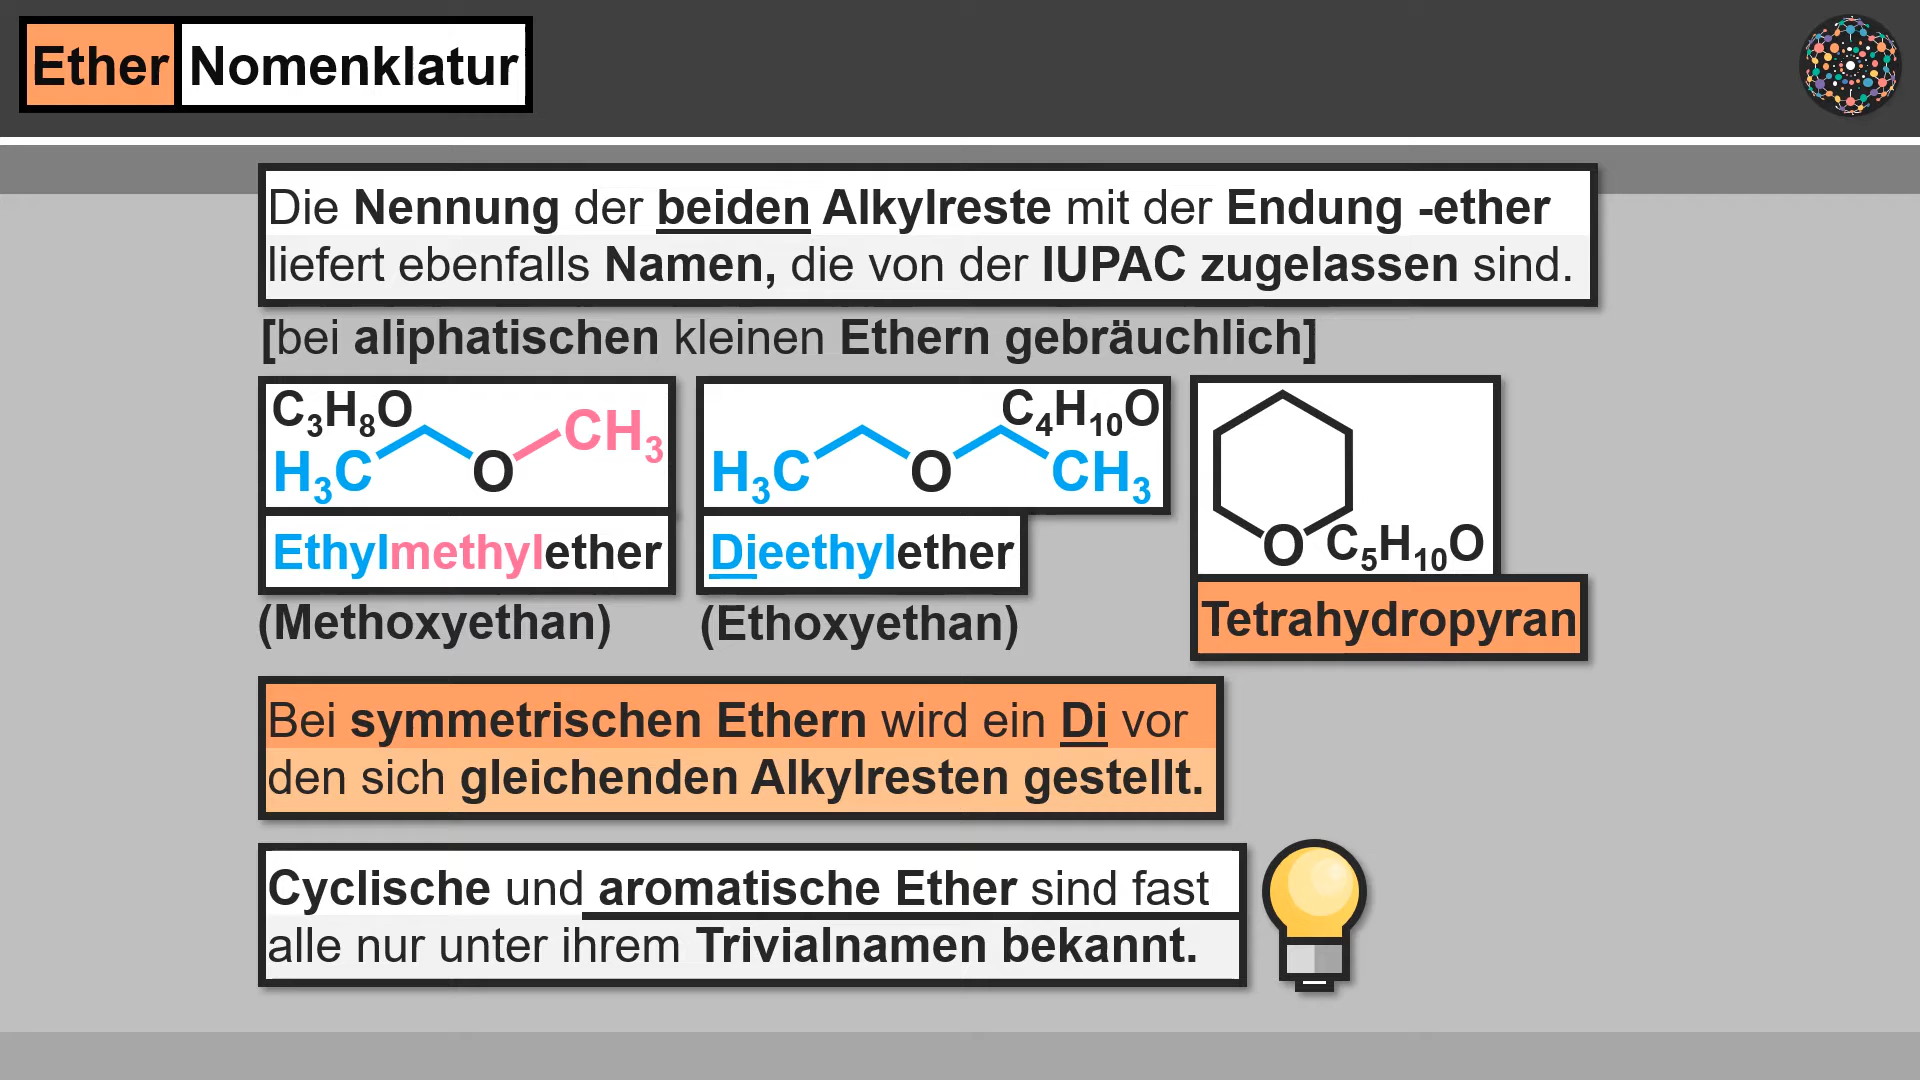 Ether Nomenklatur
Die Nennung der beiden Alkylreste mit der Endung -ether
liefert ebenfalls Namen, die von der IUPAC zugelassen sind.
[bei aliphatischen kleinen Ethern gebräuchlich]
C₃H₈O
H₃C O CH₃
Ethylmethylether
(Methoxyethan)
C₄H₁₀O
H₃C O CH₃
Dieethylether
(Ethoxyethan)
O C₅H₁₀O
Tetrahydropyran
Bei symmetrischen Ethern wird ein Di vor
den sich gleichenden Alkylresten gestellt.
Cyclische und aromatische Ether sind fast
alle nur unter ihrem Trivialnamen bekannt.